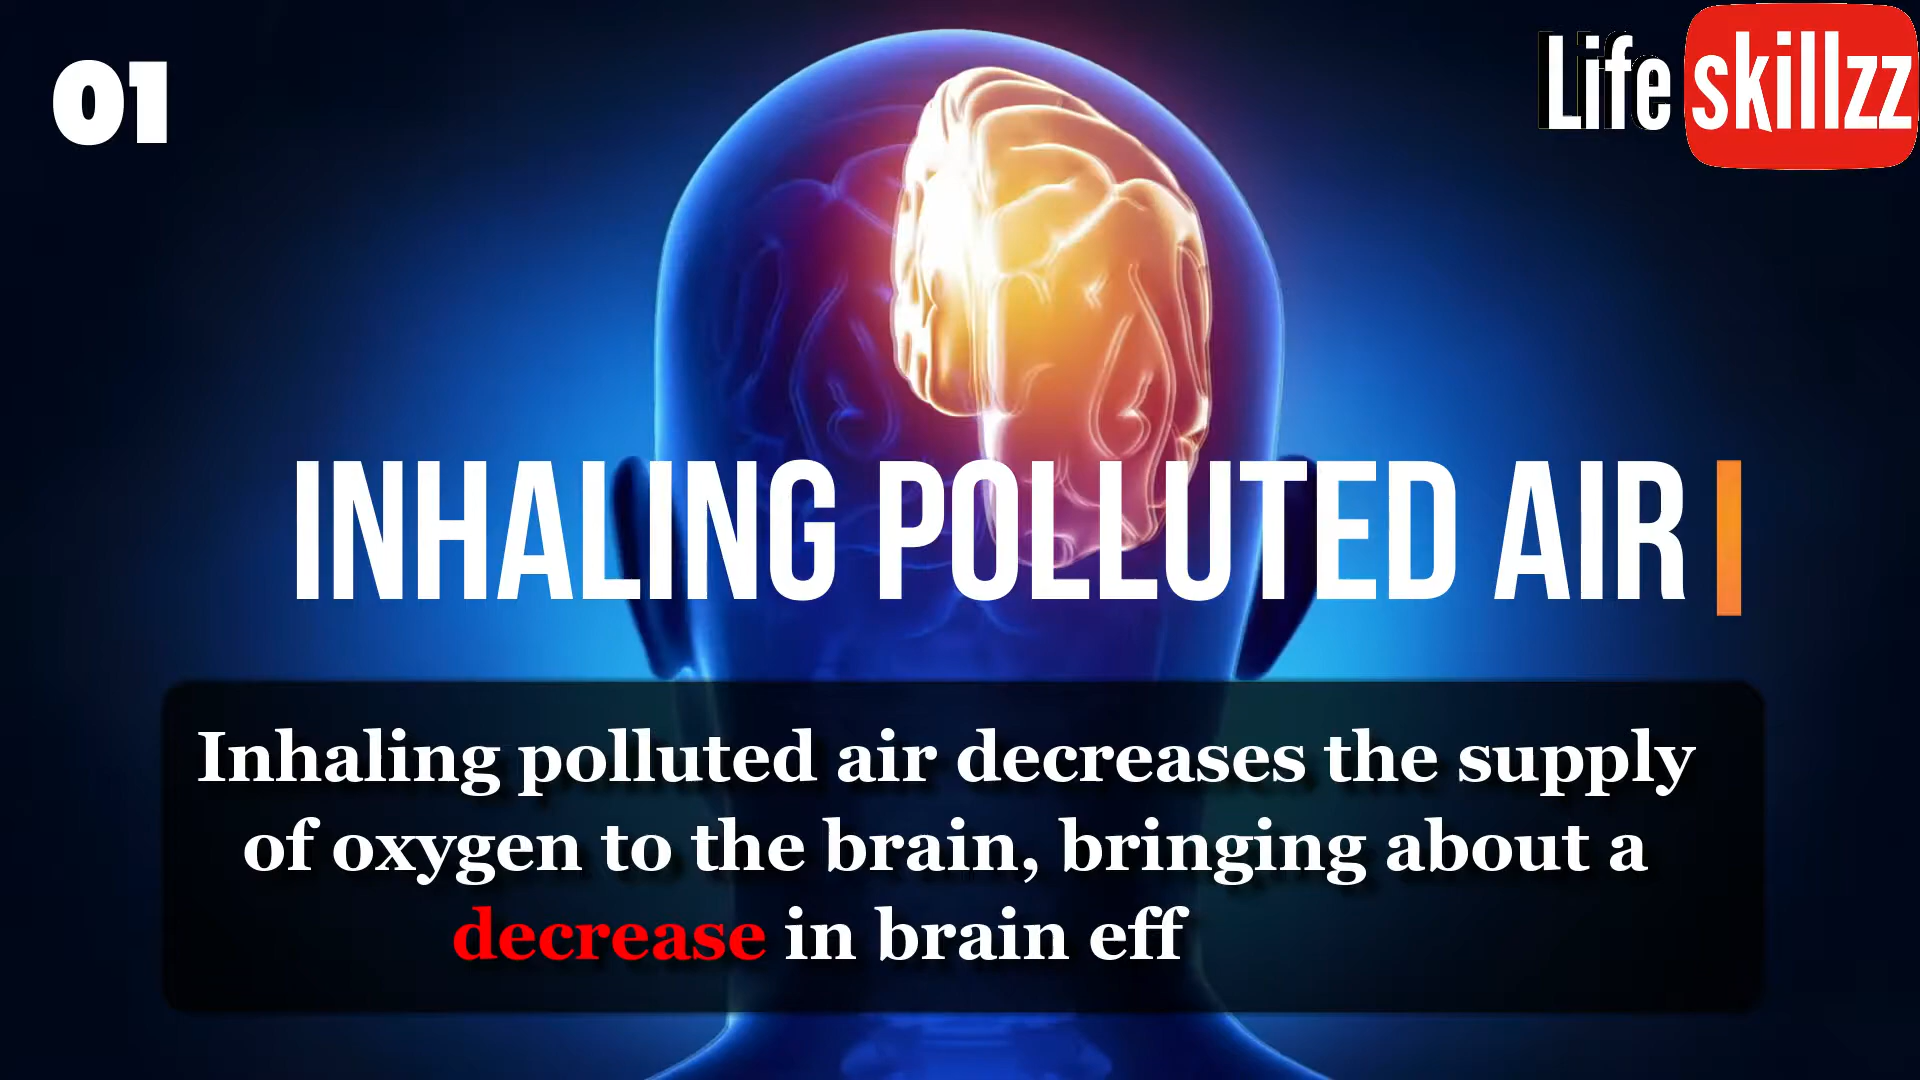 01
Life skillzz
INHALING POLLUTED AIR
Inhaling polluted air decreases the supply
of oxygen to the brain, bringing about a
decrease in brain eff